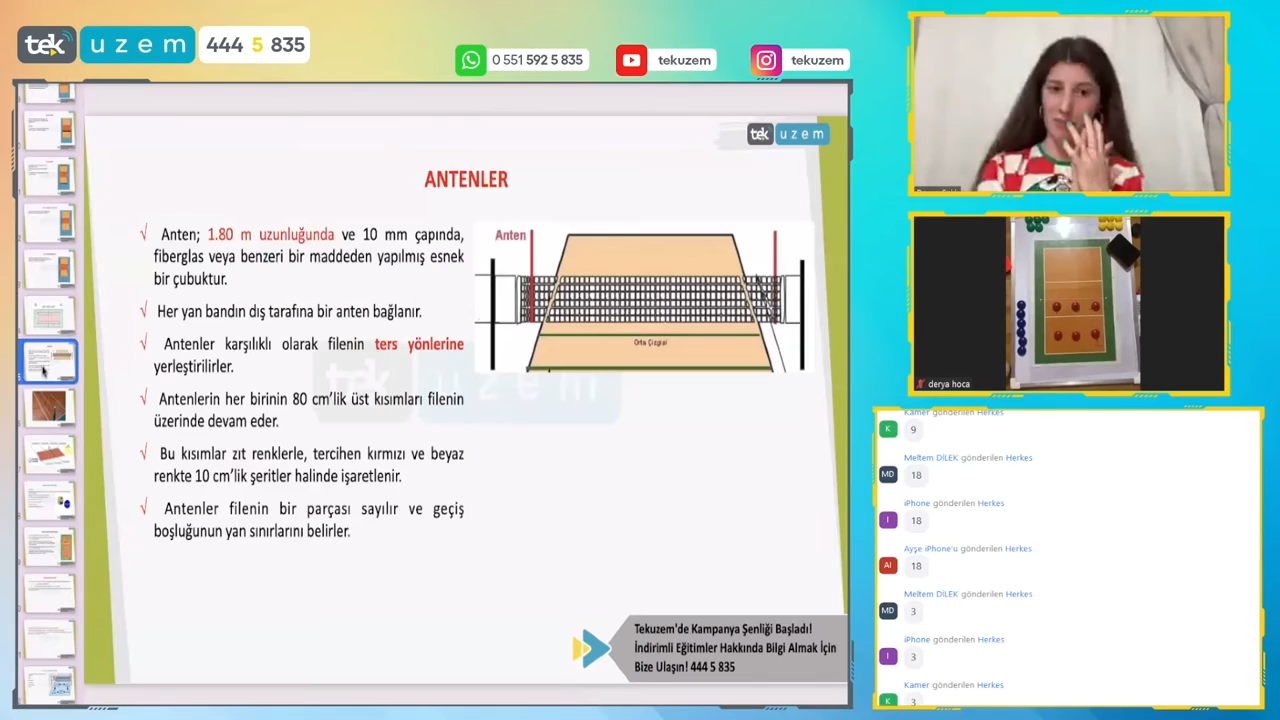 tek uzem 444 5 835
0 551 592 5 835
tekuzem
tekuzem
tek uzem
ANTENLER
√ Anten; 1.80 m uzunluğunda ve 10 mm çapında,
fiberglas veya benzeri bir maddeden yapılmış esnek
bir çubuktur.
√ Her yan bandın dış tarafına bir anten bağlanır.
√ Antenler karşılıklı olarak filenin ters yönlerine
yerleştirilirler.
√ Antenlerin her birinin 80 cm'lik üst kısımları filenin
üzerinde devam eder.
√ Bu kısımlar zıt renklerle, tercihen kırmızı ve beyaz
renkte 10 cm'lik şeritler halinde işaretlenir.
√ Antenler filenin bir parçası sayılır ve geçiş
boşluğunun yan sınırlarını belirler.
Anten
Orta Çizgisi
Tekuzem'de Kampanya Şenliği Başladı!
İndirimli Eğitimler Hakkında Bilgi Almak İçin
Bize Ulaşın! 444 5 835
derya hoca
Kamer gönderilen Herkes
K 9
Meltem DİLEK gönderilen Herkes
MD 18
iPhone gönderilen Herkes
I 18
Ayşe iPhone'u gönderilen Herkes
AI 18
Meltem DİLEK gönderilen Herkes
MD 3
iPhone gönderilen Herkes
I 3
Kamer gönderilen Herkes
K 3